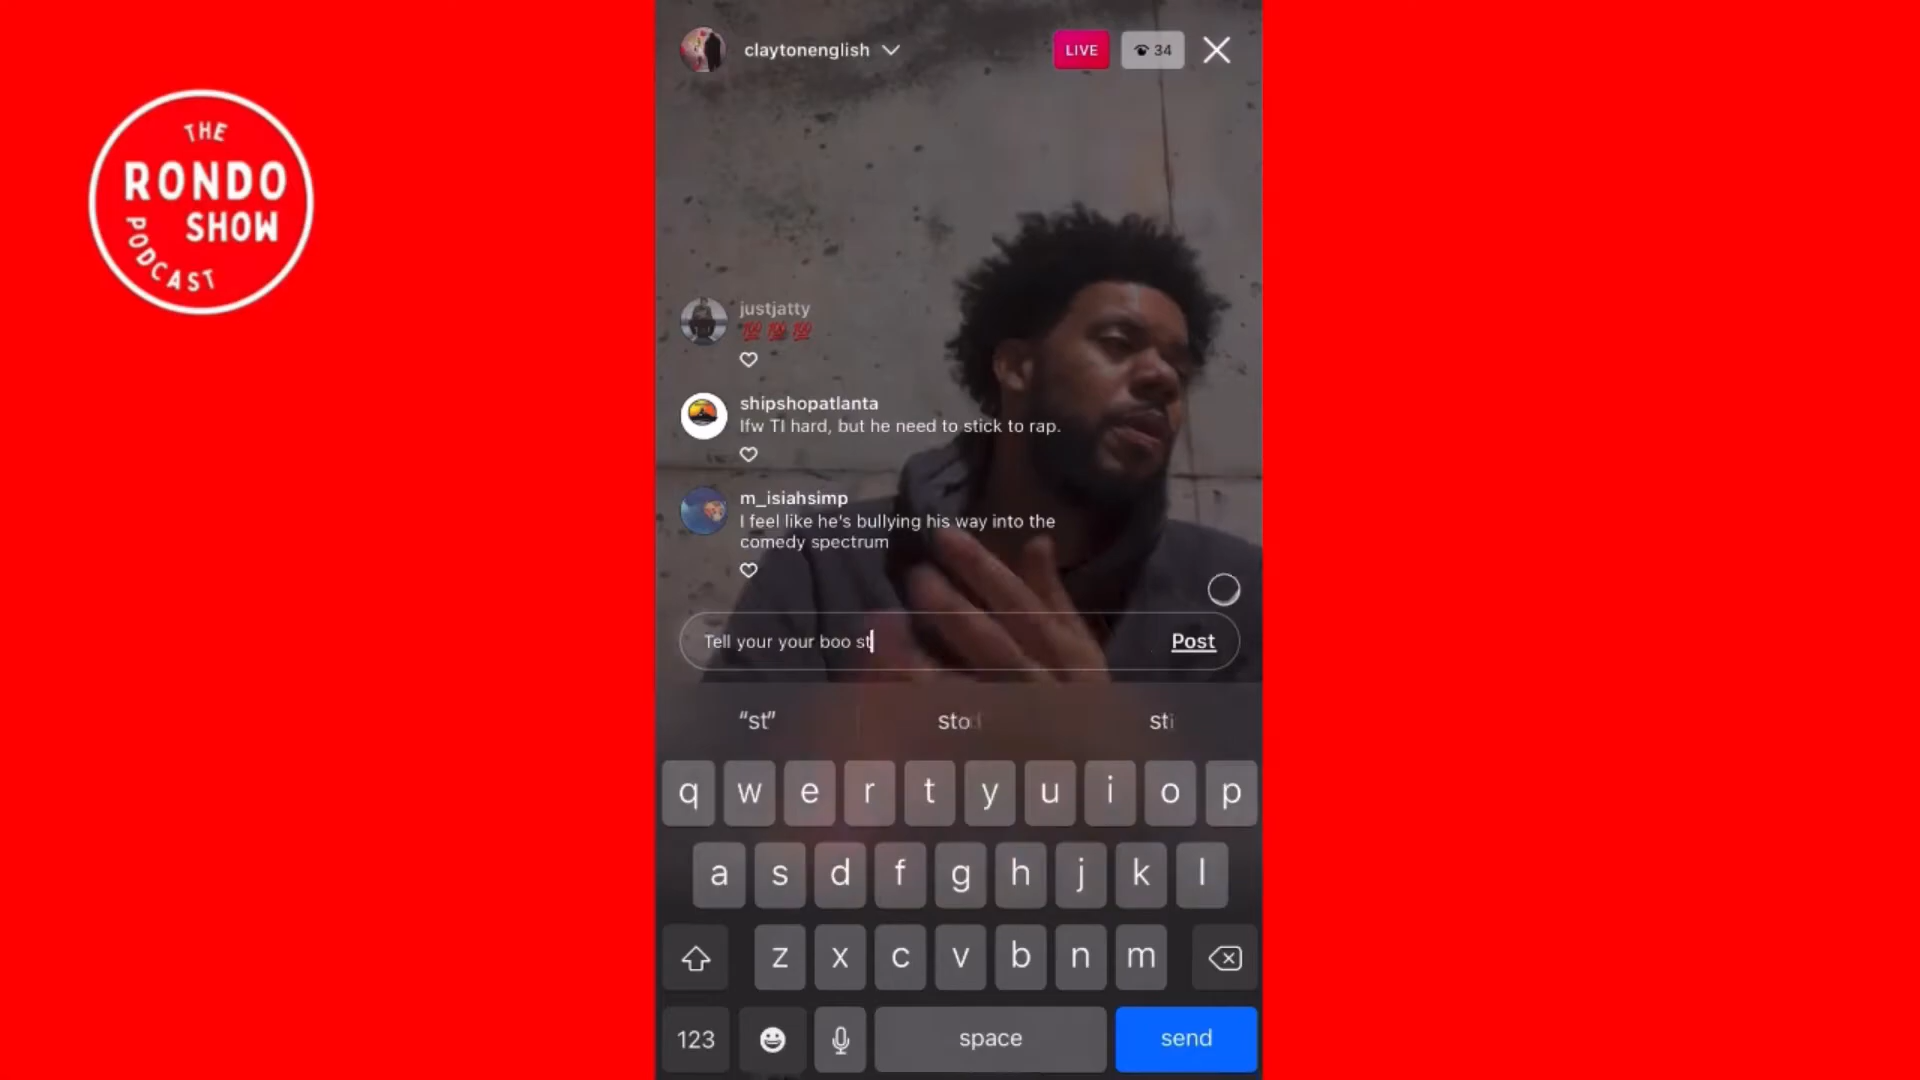 THE
RONDO
SHOW
PODCAST
claytonenglish
LIVE
34
justjatty
💯 💯 💯
shipshopatlanta
Ifw TI hard, but he need to stick to rap.
m_isiahsimp
I feel like he's bullying his way into the
comedy spectrum
Tell your your boo st
Post
“st” stod sti
q w e r t y u i o p
a s d f g h j k l
z x c v b n m
123 space send